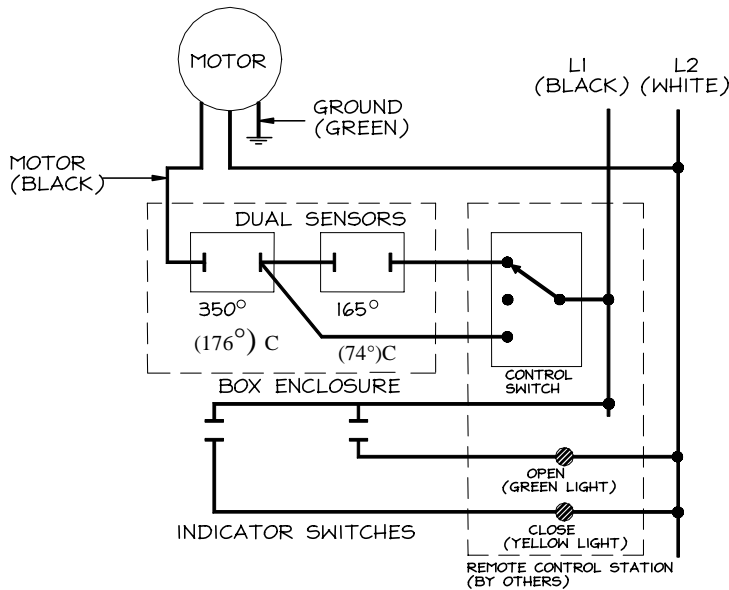 MOTOR
L1
(BLACK)
L2
(WHITE)
GROUND
(GREEN)
MOTOR
(BLACK)
DUAL SENSORS
350°
165°
(176°) C
(74°)C
CONTROL
SWITCH
BOX ENCLOSURE
OPEN
(GREEN LIGHT)
INDICATOR SWITCHES
CLOSE
(YELLOW LIGHT)
REMOTE CONTROL STATION
(BY OTHERS)